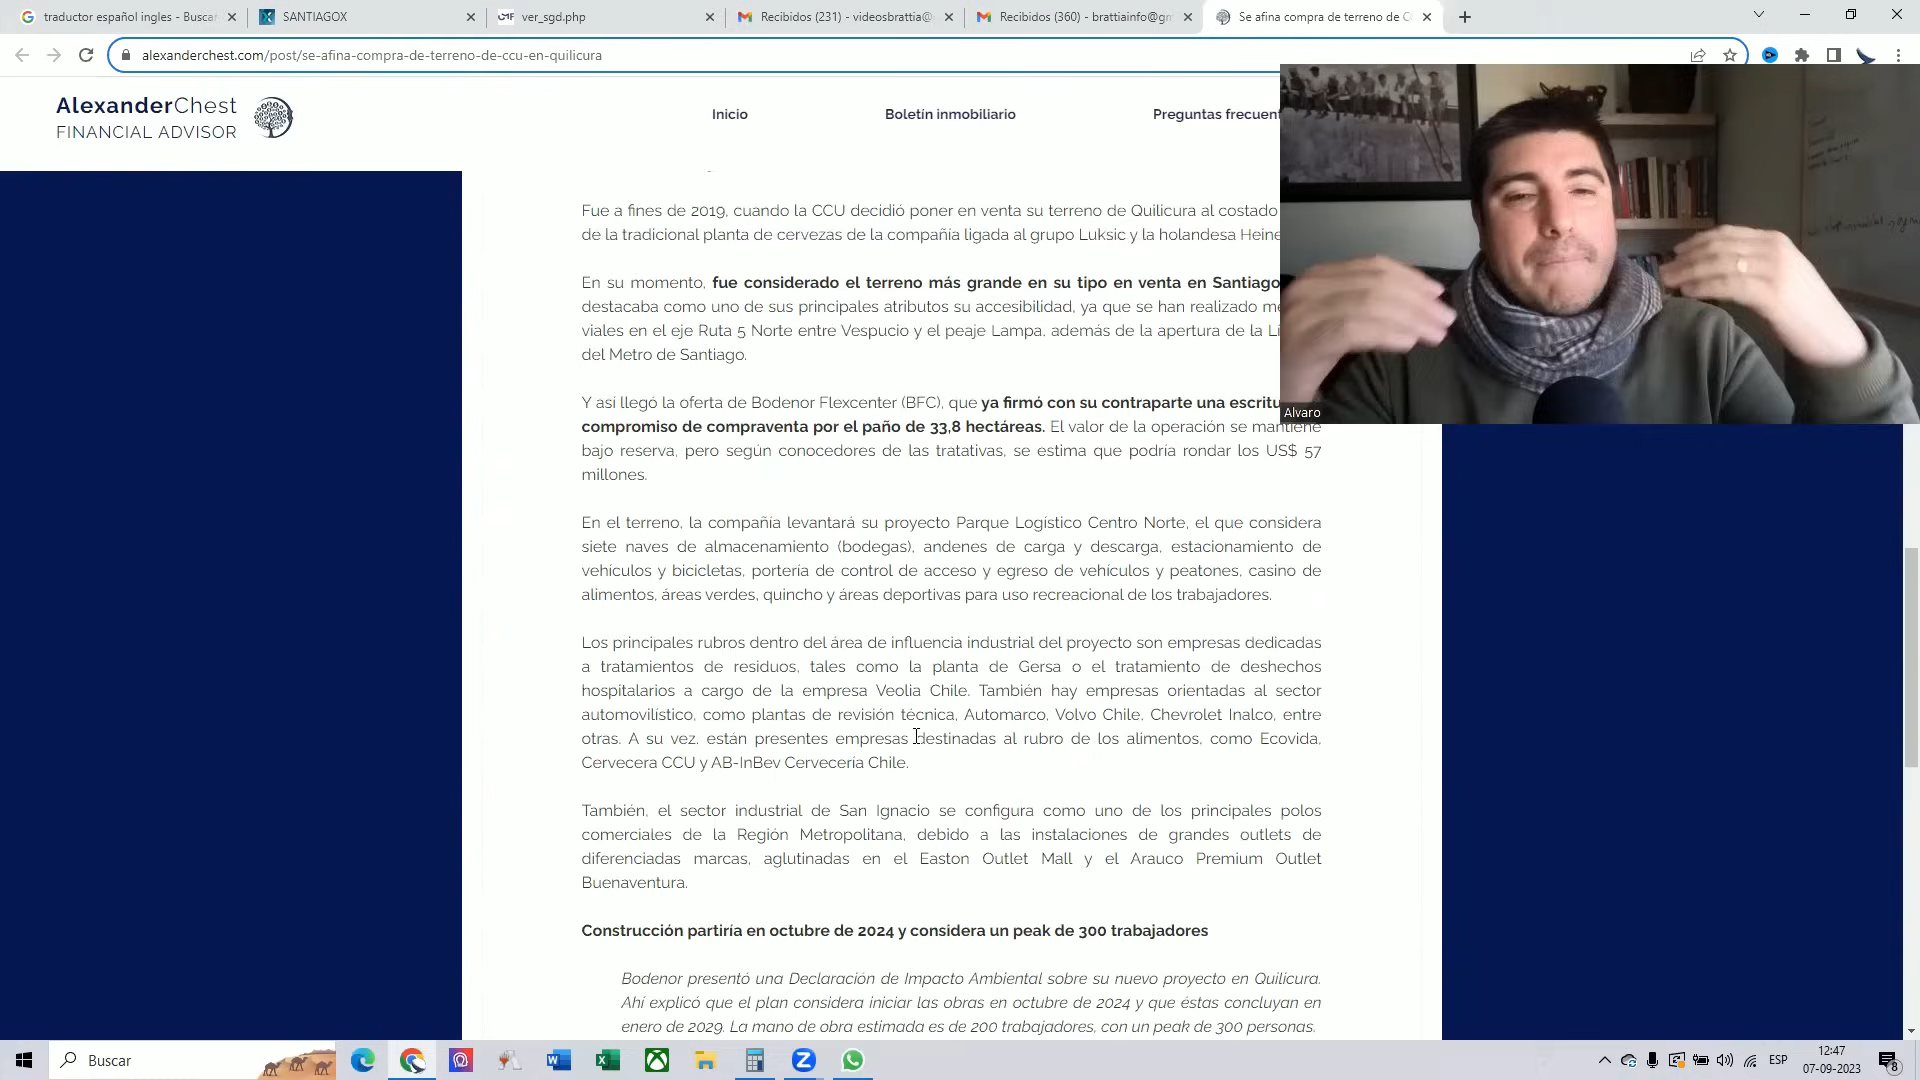 traductor español ingles - Buscar
SANTIAGOX
ver_sgd.php
Recibidos (231) - videosbrattia@
Recibidos (360) - brattiainfo@gm
Se afina compra de terreno de C
alexanderchest.com/post/se-afina-compra-de-terreno-de-ccu-en-quilicura
AlexanderChest
FINANCIAL ADVISOR
Inicio
Boletín inmobiliario
Preguntas frecuent
Fue a fines de 2019, cuando la CCU decidió poner en venta su terreno de Quilicura al costado
de la tradicional planta de cervezas de la compañía ligada al grupo Luksic y la holandesa Heine
En su momento, fue considerado el terreno más grande en su tipo en venta en Santiago
destacaba como uno de sus principales atributos su accesibilidad, ya que se han realizado me
viales en el eje Ruta 5 Norte entre Vespucio y el peaje Lampa, además de la apertura de la Lí
del Metro de Santiago.
Y así llegó la oferta de Bodenor Flexcenter (BFC), que ya firmó con su contraparte una escritu
compromiso de compraventa por el paño de 33,8 hectáreas. El valor de la operación se mantiene
bajo reserva, pero según conocedores de las tratativas, se estima que podría rondar los US$ 57
millones.
En el terreno, la compañía levantará su proyecto Parque Logístico Centro Norte, el que considera
siete naves de almacenamiento (bodegas), andenes de carga y descarga, estacionamiento de
vehículos y bicicletas, portería de control de acceso y egreso de vehículos y peatones, casino de
alimentos, áreas verdes, quincho y áreas deportivas para uso recreacional de los trabajadores.
Los principales rubros dentro del área de influencia industrial del proyecto son empresas dedicadas
a tratamientos de residuos, tales como la planta de Gersa o el tratamiento de deshechos
hospitalarios a cargo de la empresa Veolia Chile. También hay empresas orientadas al sector
automovilístico, como plantas de revisión técnica, Automarco, Volvo Chile, Chevrolet Inalco, entre
otras. A su vez, están presentes empresas destinadas al rubro de los alimentos, como Ecovida,
Cervecera CCU y AB-InBev Cervecería Chile.
También, el sector industrial de San Ignacio se configura como uno de los principales polos
comerciales de la Región Metropolitana, debido a las instalaciones de grandes outlets de
diferenciadas marcas, aglutinadas en el Easton Outlet Mall y el Arauco Premium Outlet
Buenaventura.
Construcción partiría en octubre de 2024 y considera un peak de 300 trabajadores
Bodenor presentó una Declaración de Impacto Ambiental sobre su nuevo proyecto en Quilicura.
Ahí explicó que el plan considera iniciar las obras en octubre de 2024 y que éstas concluyan en
enero de 2029. La mano de obra estimada es de 200 trabajadores, con un peak de 300 personas.
Alvaro
Buscar
ESP
12:47
07-09-2023
8